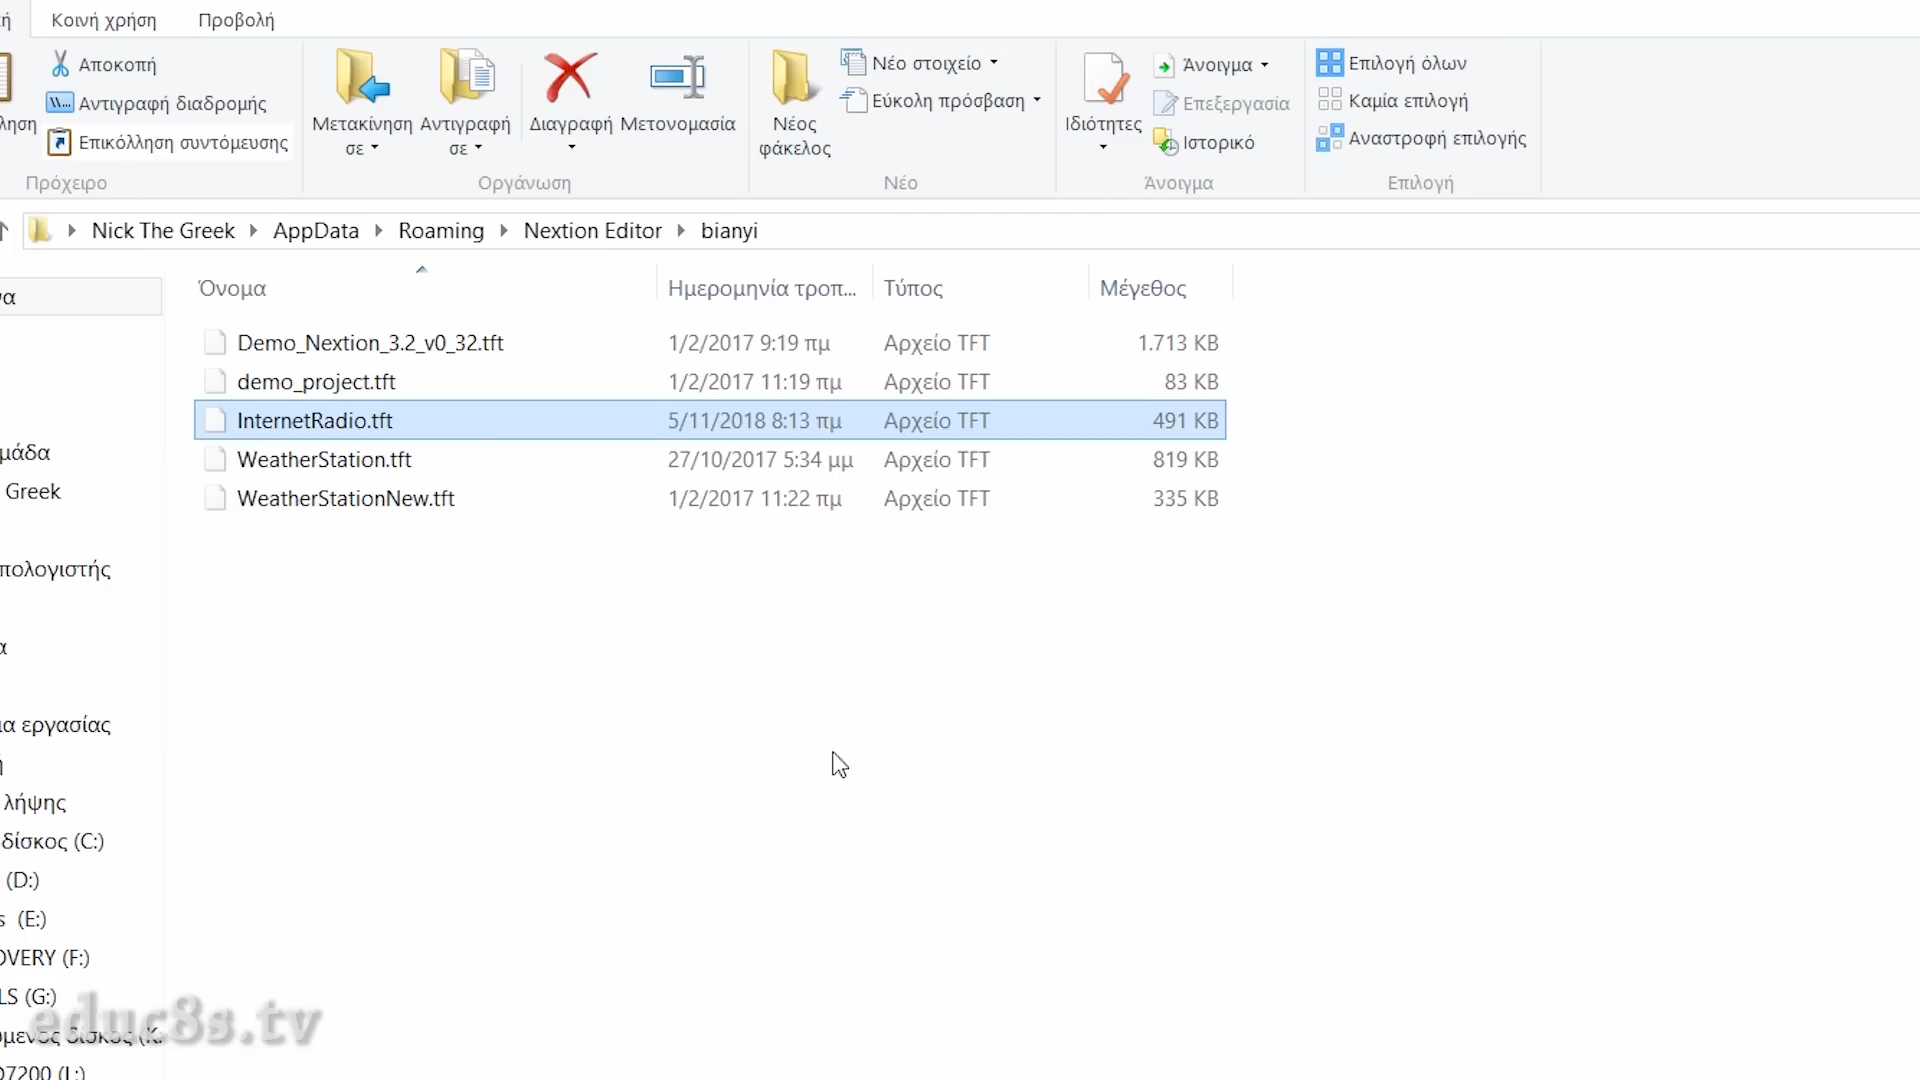 Κοινή χρήση Προβολή
Αποκοπή
Αντιγραφή διαδρομής
Επικόλληση συντόμευσης
Πρόχειρο
Μετακίνηση σε
Αντιγραφή σε
Διαγραφή
Μετονομασία
Οργάνωση
Νέος φάκελος
Νέο στοιχείο
Εύκολη πρόσβαση
Νέο
Ιδιότητες
Άνοιγμα
Επεξεργασία
Ιστορικό
Άνοιγμα
Επιλογή όλων
Καμία επιλογή
Αναστροφή επιλογής
Επιλογή
Nick The Greek AppData Roaming Nextion Editor bianyi
Όνομα Ημερομηνία τροπ... Τύπος Μέγεθος
Demo_Nextion_3.2_v0_32.tft 1/2/2017 9:19 πμ Αρχείο TFT 1.713 KB
demo_project.tft 1/2/2017 11:19 πμ Αρχείο TFT 83 KB
InternetRadio.tft 5/11/2018 8:13 πμ Αρχείο TFT 491 KB
WeatherStation.tft 27/10/2017 5:34 μμ Αρχείο TFT 819 KB
WeatherStationNew.tft 1/2/2017 11:22 πμ Αρχείο TFT 335 KB
μάδα
Greek
πολογιστής
α εργασίας
λήψης
δίσκος (C:)
(D:)
s (E:)
OVERY (F:)
LS (G:)
educ8s.tv